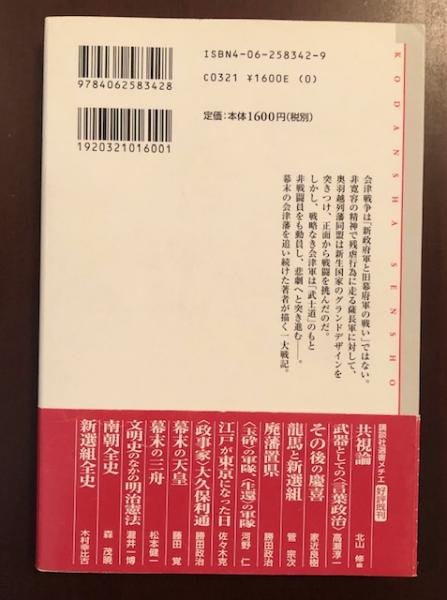 ISBN4-06-258342-9
C0321 ¥1600E (0)
定価:本体1600円(税別)
9784062583428
1920321016001
KODANSHA SENSHO
会津戦争は「新政府軍と旧幕府軍の戦い」ではない。
非寛容の精神で残虐行為に走る薩長軍に対して、
奥羽越列藩同盟は新生国家のグランドデザインを
突きつけ、正面から戦闘を挑んだのだ。
しかし、戦略なき会津軍は「武士道」のもと
非戦闘員をも動員し、悲劇へと突き進む――。
幕末の会津藩を追い続けた著者が描く一大戦記。
講談社選書メチエ 好評既刊
共視論 北山 修編
武器としての〈言葉政治〉 高瀬淳一
その後の慶喜 家近良樹
龍馬と新選組 菅 宗次
〈玉砕〉の軍隊、〈生還〉の軍隊 河野 仁
廃藩置県 勝田政治
江戸が東京になった日 佐々木克
〈政事家〉大久保利通 勝田政治
幕末の天皇 藤田 覚
幕末の三舟 松本健一
文明史のなかの明治憲法 瀧井一博
南朝全史 森 茂暁
新選組全史 木村幸比古